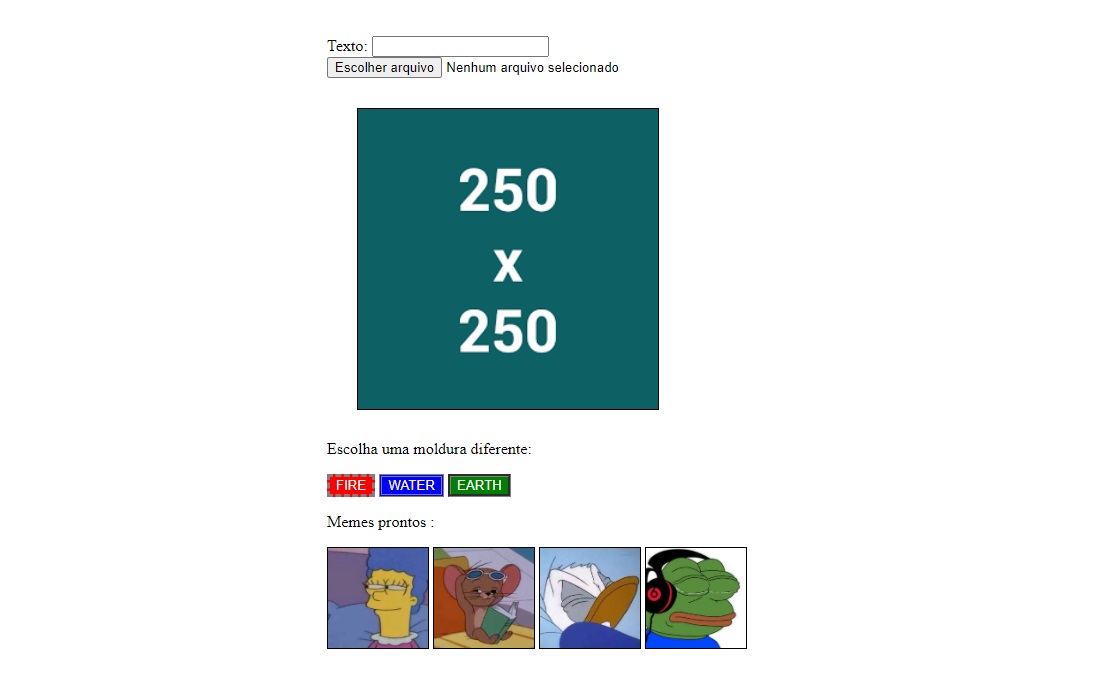 Texto:
Escolher arquivo Nenhum arquivo selecionado
250
x
250
Escolha uma moldura diferente:
FIRE WATER EARTH
Memes prontos :